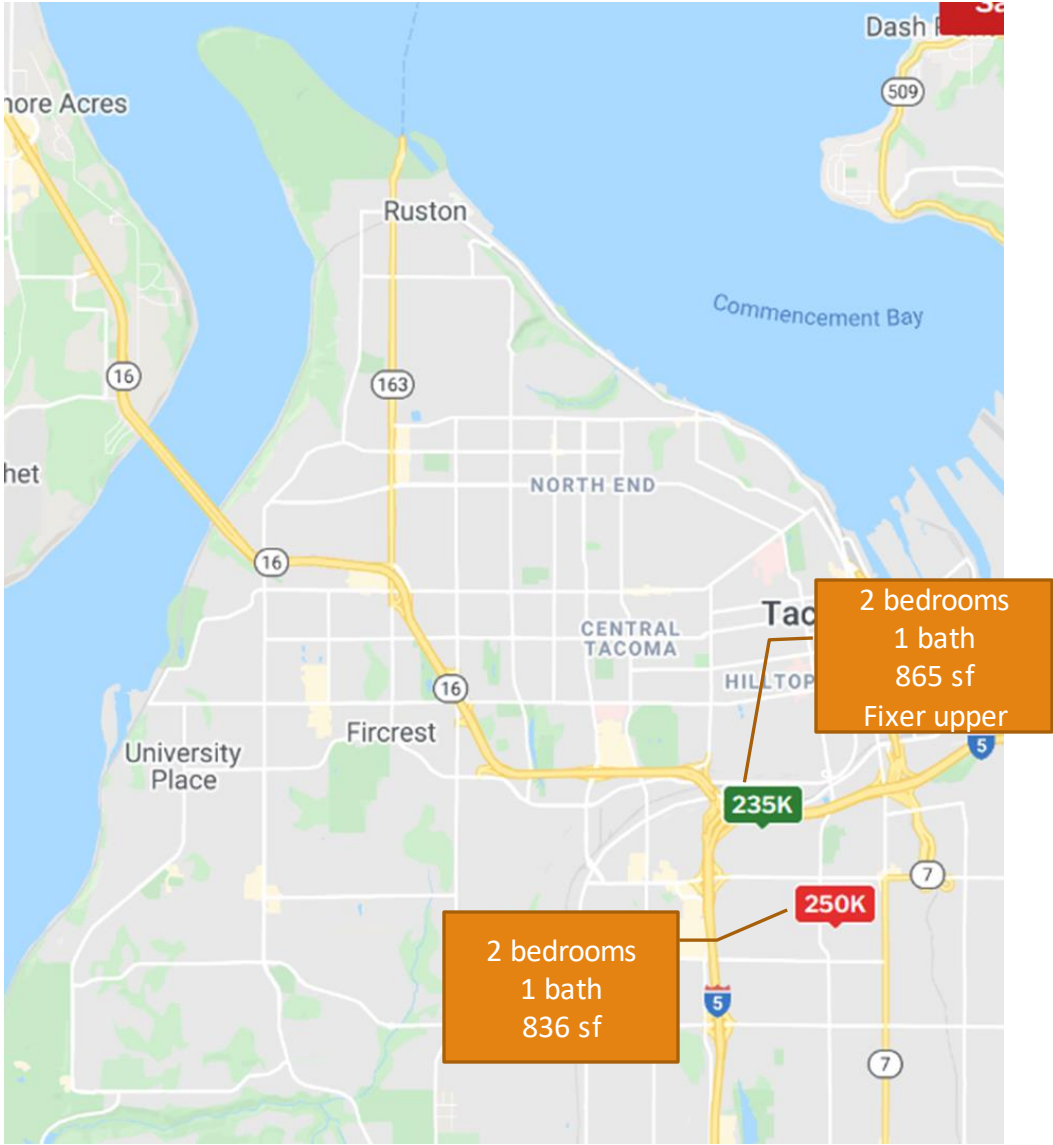 Dash
509
nore Acres
Ruston
Commencement Bay
16
163
het
NORTH END
16
Tac
CENTRAL
TACOMA
HILLTOP
2 bedrooms
1 bath
865 sf
Fixer upper
16
Fircrest
University
Place
5
235K
7
250K
2 bedrooms
1 bath
836 sf
5
7